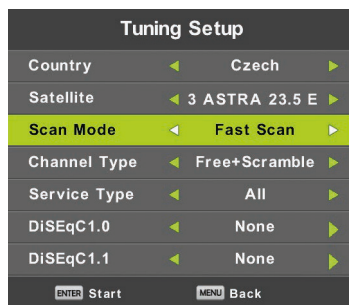 Tuning Setup
Country Czech
Satellite 3 ASTRA 23.5 E
Scan Mode Fast Scan
Channel Type Free+Scramble
Service Type All
DiSEqC1.0 None
DiSEqC1.1 None
ENTER Start MENU Back